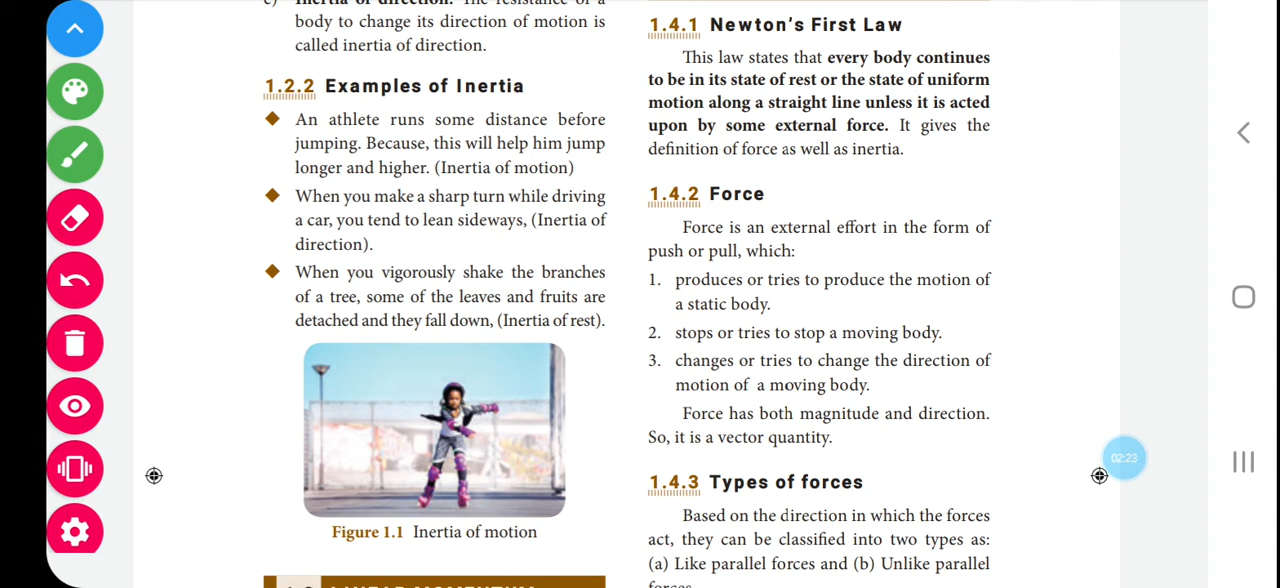 body to change its direction of motion is
called inertia of direction.
1.2.2 Examples of Inertia
An athlete runs some distance before
jumping. Because, this will help him jump
longer and higher. (Inertia of motion)
When you make a sharp turn while driving
a car, you tend to lean sideways, (Inertia of
direction).
When you vigorously shake the branches
of a tree, some of the leaves and fruits are
detached and they fall down, (Inertia of rest).
Figure 1.1 Inertia of motion
1.4.1 Newton's First Law
This law states that every body continues
to be in its state of rest or the state of uniform
motion along a straight line unless it is acted
upon by some external force. It gives the
definition of force as well as inertia.
1.4.2 Force
Force is an external effort in the form of
push or pull, which:
1. produces or tries to produce the motion of
a static body.
2. stops or tries to stop a moving body.
3. changes or tries to change the direction of
motion of a moving body.
Force has both magnitude and direction.
So, it is a vector quantity.
1.4.3 Types of forces
Based on the direction in which the forces
act, they can be classified into two types as:
(a) Like parallel forces and (b) Unlike parallel
02:23